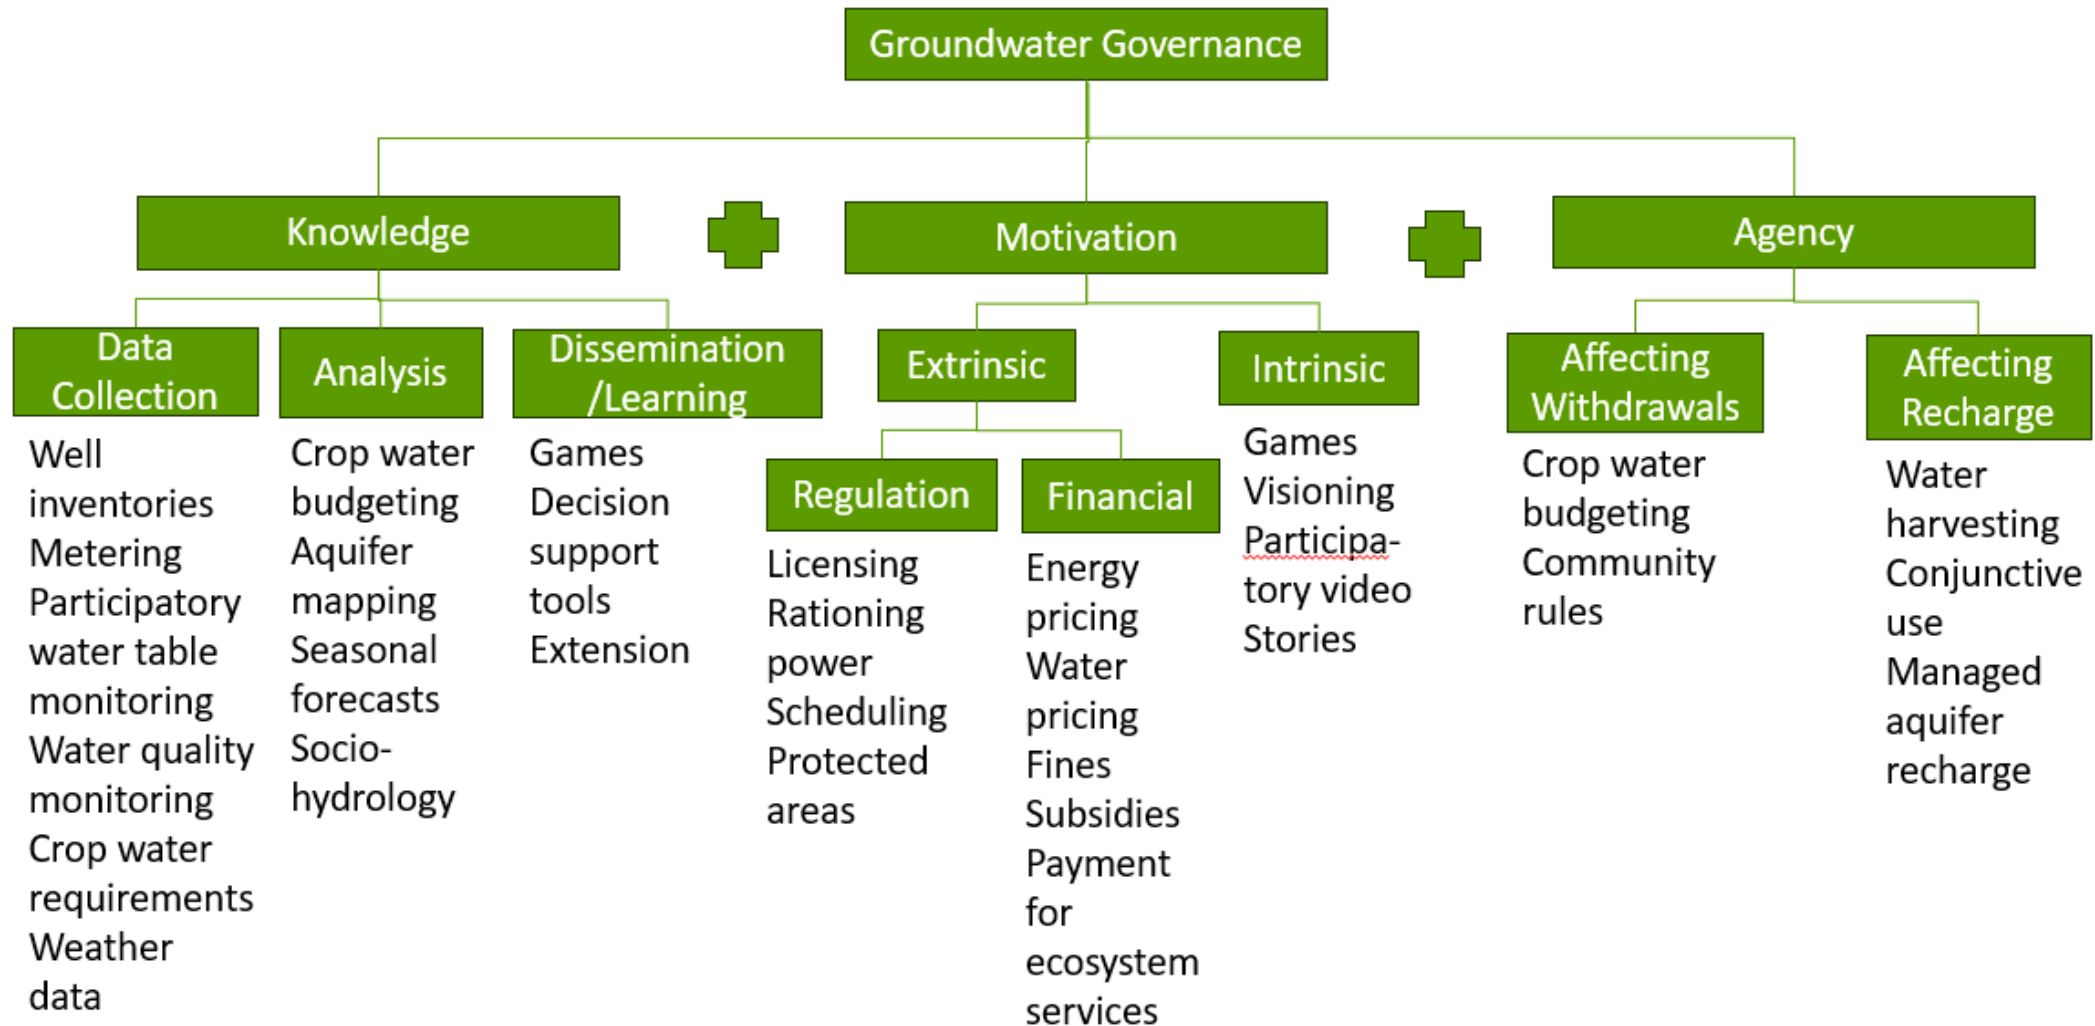 Groundwater Governance
Knowledge
Motivation
Agency
Data
Collection
Well
inventories
Metering
Participatory
water table
monitoring
Water quality
monitoring
Crop water
requirements
Weather
data
Analysis
Crop water
budgeting
Aquifer
mapping
Seasonal
forecasts
Socio-
hydrology
Dissemination
/Learning
Games
Decision
support
tools
Extension
Extrinsic
Regulation
Licensing
Rationing
power
Scheduling
Protected
areas
Financial
Energy
pricing
Water
pricing
Fines
Subsidies
Payment
for
ecosystem
services
Intrinsic
Games
Visioning
Participa-
tory video
Stories
Affecting
Withdrawals
Crop water
budgeting
Community
rules
Affecting
Recharge
Water
harvesting
Conjunctive
use
Managed
aquifer
recharge